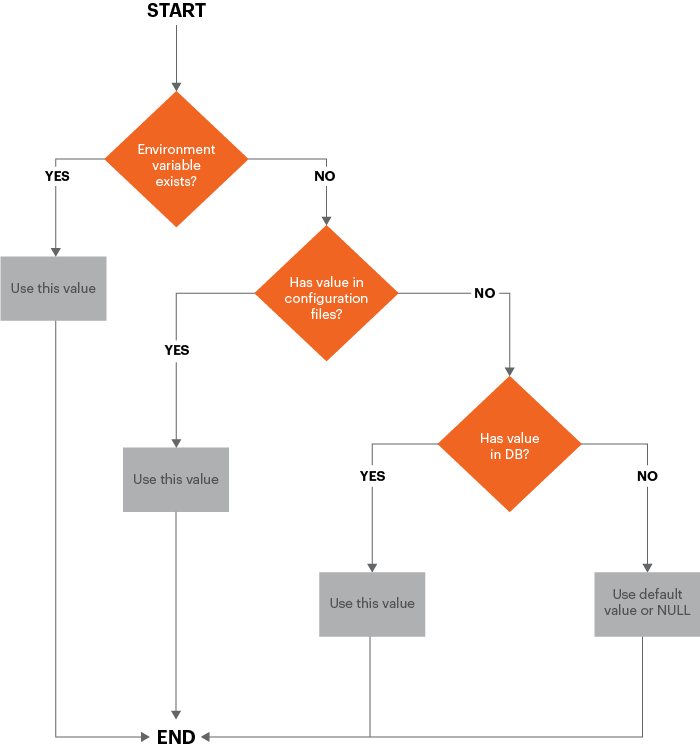 START
Environment
variable
exists?
YES
NO
Use this value
Has value in
configuration
files?
YES
NO
Use this value
Has value
in DB?
YES
NO
Use this value
Use default
value or NULL
END